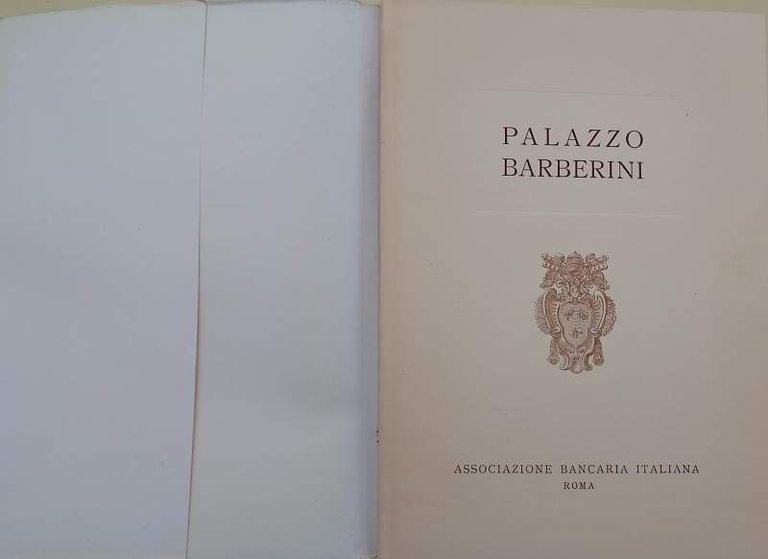 PALAZZO
BARBERINI
ASSOCIAZIONE BANCARIA ITALIANA
ROMA